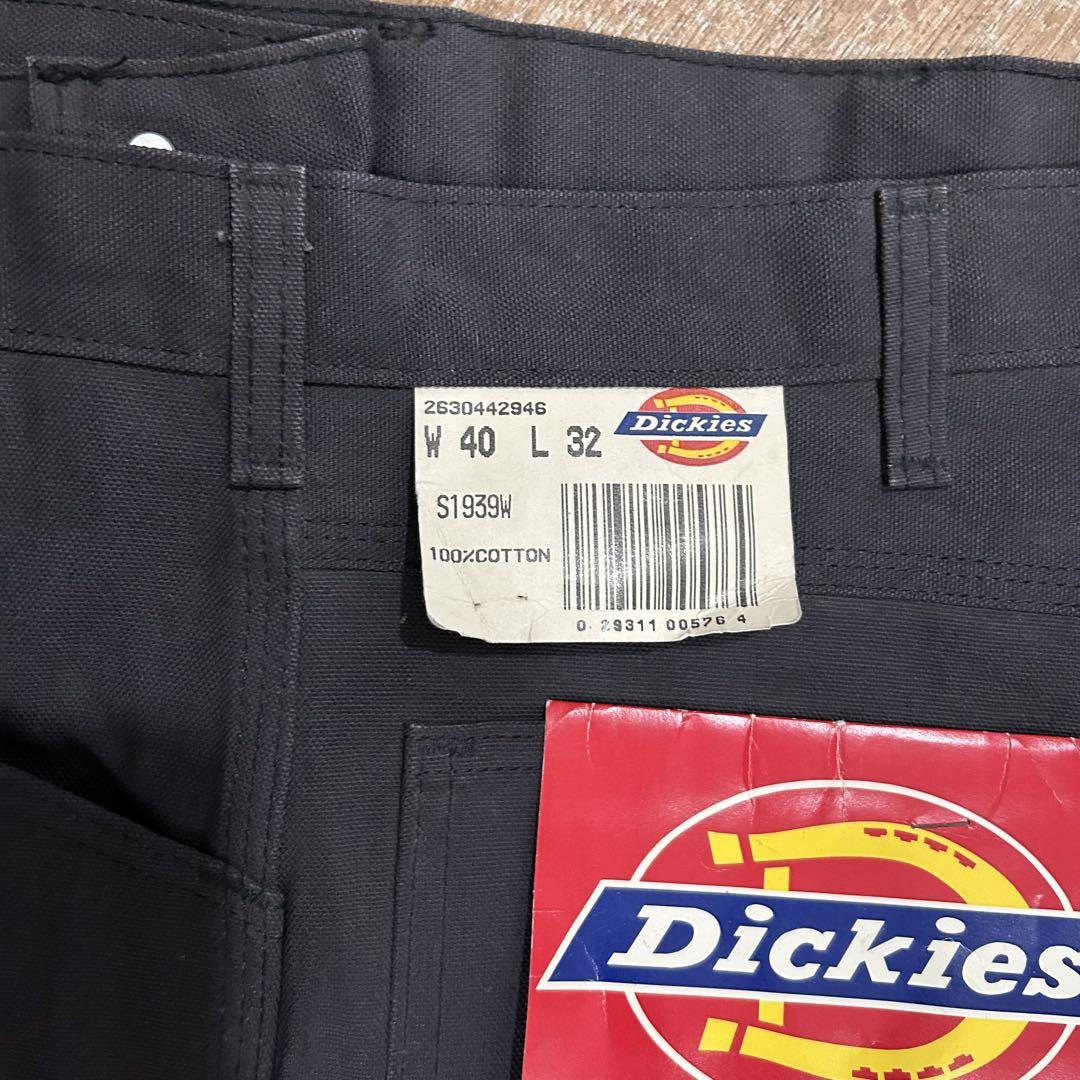 2630442946
W 40 L 32
Dickies
S1939W
100%COTTON
0 29311 00576 4
Dickies